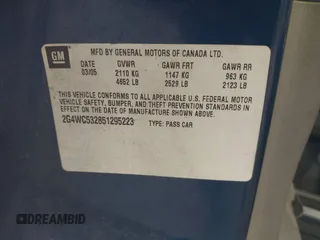 GM
MFD BY GENERAL MOTORS OF CANADA LTD.
DATE GVWR GAWR FRT GAWR RR
03/05 2110 KG 1147 KG 963 KG
4652 LB 2529 LB 2123 LB
THIS VEHICLE CONFORMS TO ALL APPLICABLE U.S. FEDERAL MOTOR
VEHICLE SAFETY, BUMPER, AND THEFT PREVENTION STANDARDS IN
EFFECT ON THE DATE OF MANUFACTURE SHOWN ABOVE.
2G4WC532851295223 TYPE: PASS CAR
DREAMBID